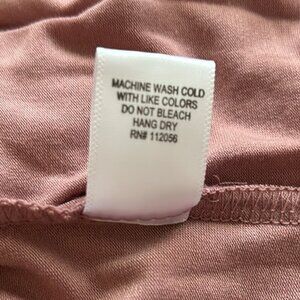 MACHINE WASH COLD
WITH LIKE COLORS
DO NOT BLEACH
HANG DRY
RN# 112056